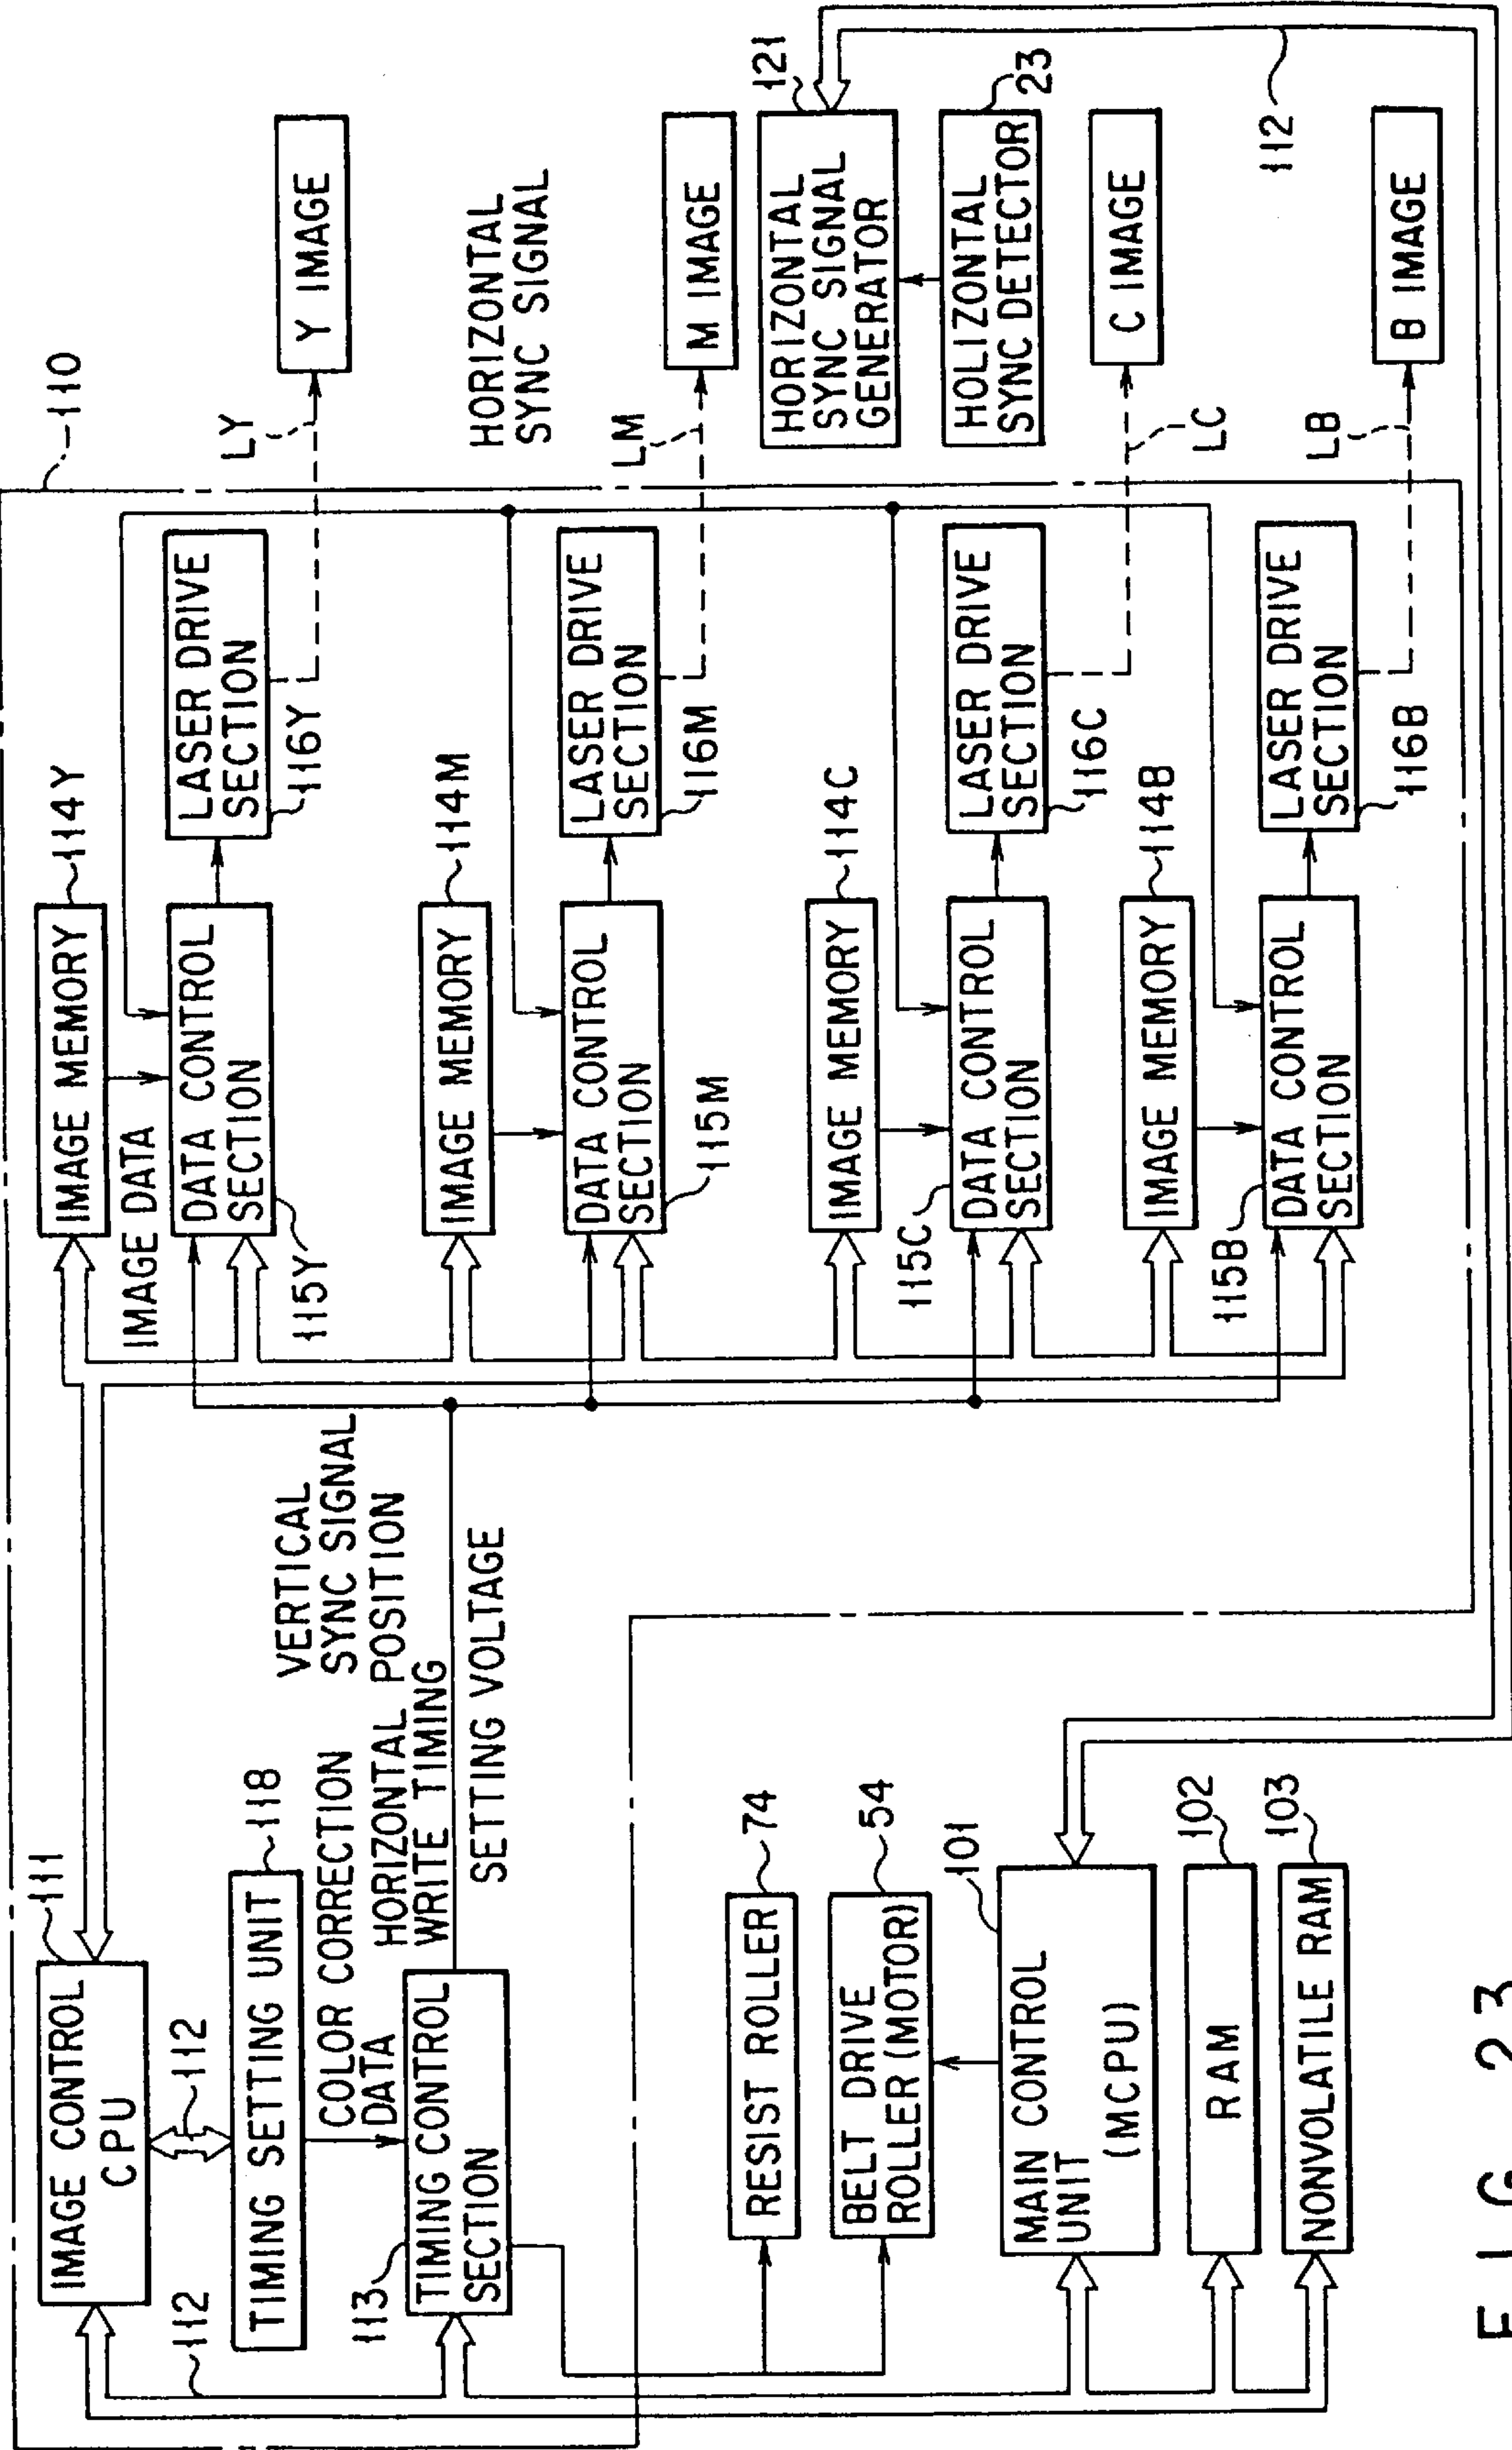 110
111
IMAGE CONTROL
CPU
112
112
TIMING SETTING UNIT
118
COLOR CORRECTION
DATA
113
TIMING CONTROL
SECTION
VERTICAL
SYNC SIGNAL
HORIZONTAL POSITION
WRITE TIMING
SETTING VOLTAGE
IMAGE MEMORY
114Y
IMAGE DATA
DATA CONTROL
SECTION
115Y
LASER DRIVE
SECTION
116Y
LY
Y IMAGE
HORIZONTAL
SYNC SIGNAL
IMAGE MEMORY
114M
DATA CONTROL
SECTION
115M
LASER DRIVE
SECTION
116M
LM
M IMAGE
HORIZONTAL
SYNC SIGNAL
GENERATOR
121
HOLIZONTAL
SYNC DETECTOR
23
IMAGE MEMORY
114C
115C
DATA CONTROL
SECTION
LASER DRIVE
SECTION
116C
LC
C IMAGE
112
IMAGE MEMORY
114B
115B
DATA CONTROL
SECTION
LASER DRIVE
SECTION
116B
LB
B IMAGE
RESIST ROLLER
74
BELT DRIVE
ROLLER (MOTOR)
54
MAIN CONTROL
UNIT
(MCPU)
101
RAM
102
NONVOLATILE RAM
103
FIG. 23